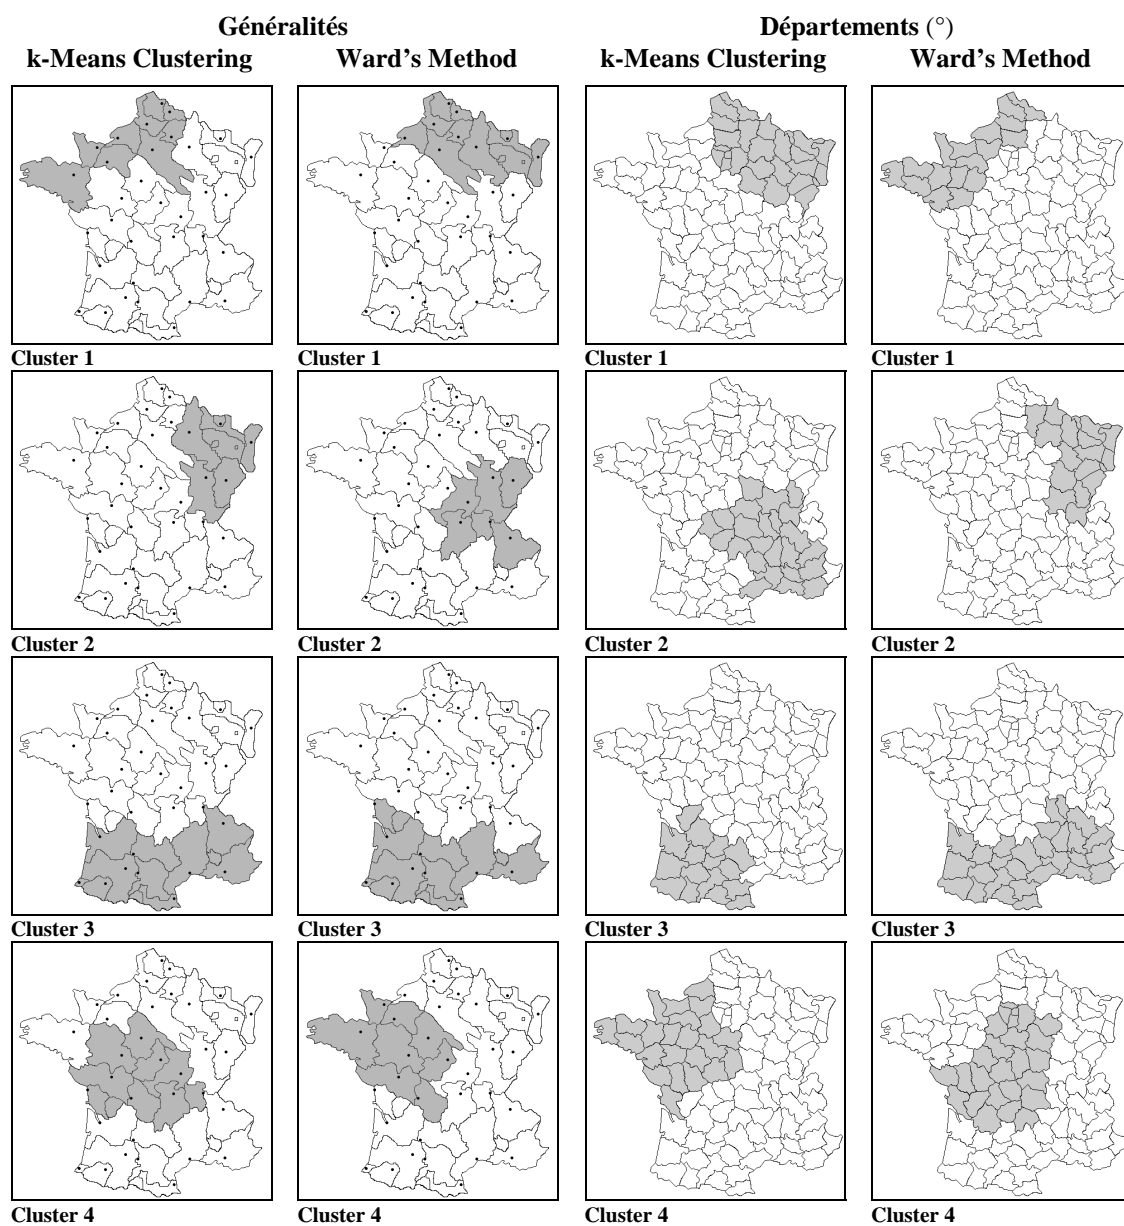 Généralités Départements (°)
k-Means Clustering Ward's Method k-Means Clustering Ward's Method
Cluster 1 Cluster 1 Cluster 1 Cluster 1
Cluster 2 Cluster 2 Cluster 2 Cluster 2
Cluster 3 Cluster 3 Cluster 3 Cluster 3
Cluster 4 Cluster 4 Cluster 4 Cluster 4